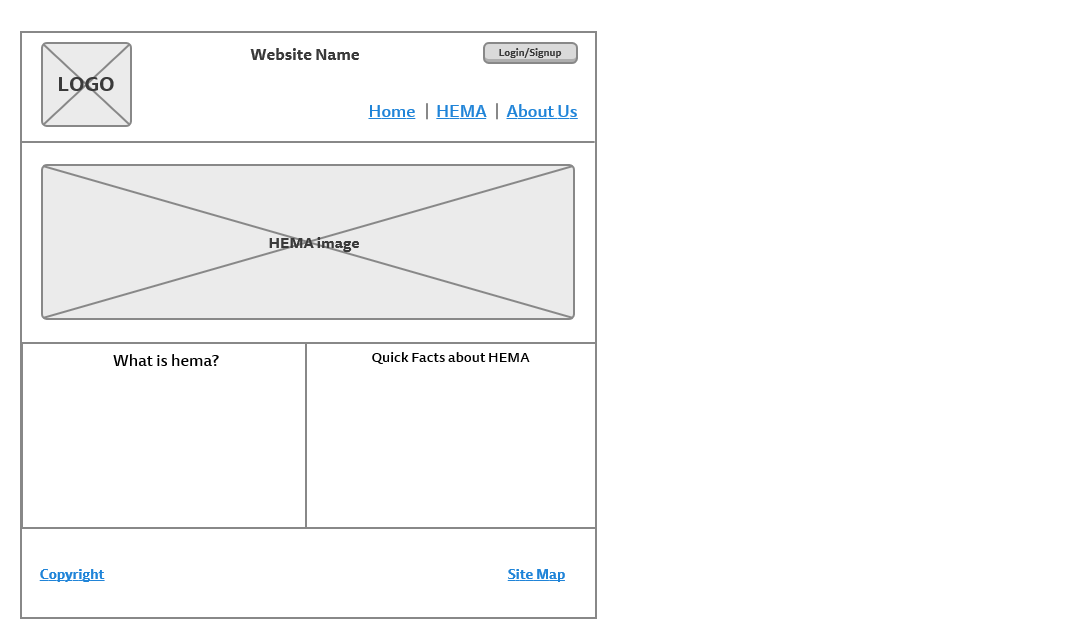 LOGO
Website Name
Login/Signup
Home | HEMA | About Us
HEMA image
What is hema?
Quick Facts about HEMA
Copyright
Site Map